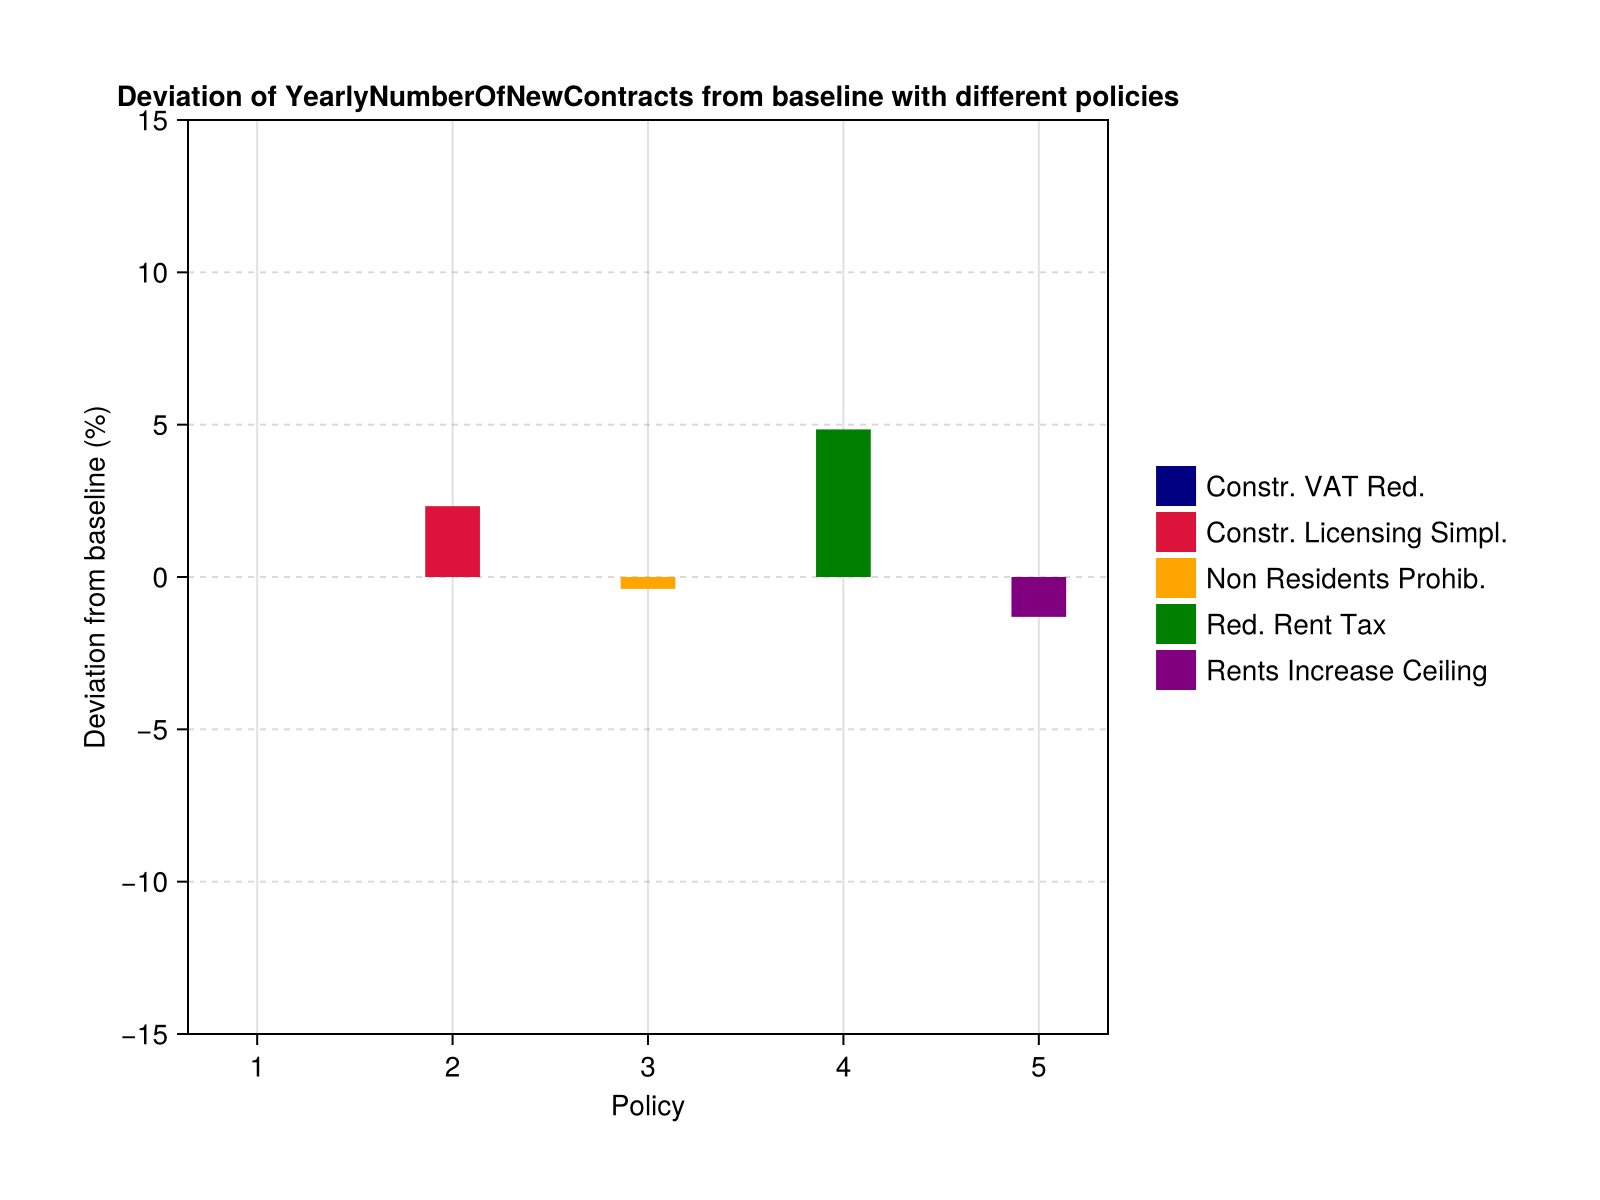 Deviation of YearlyNumberOfNewContracts from baseline with different policies
15
10
5
0
−5
−10
−15
Deviation from baseline (%)
1 2 3 4 5
Policy
Constr. VAT Red.
Constr. Licensing Simpl.
Non Residents Prohib.
Red. Rent Tax
Rents Increase Ceiling